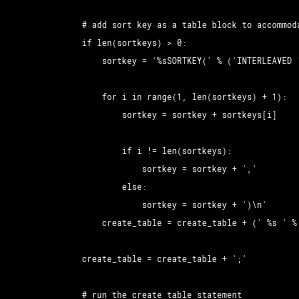 # add sort key as a table block to accommoda
if len(sortkeys) > 0:
sortkey = '%sSORTKEY(' % ('INTERLEAVED
for i in range(1, len(sortkeys) + 1):
sortkey = sortkey + sortkeys[i]
if i != len(sortkeys):
sortkey = sortkey + ','
else:
sortkey = sortkey + ')\n'
create_table = create_table + (' %s ' %
create_table = create_table + ';'
# run the create table statement